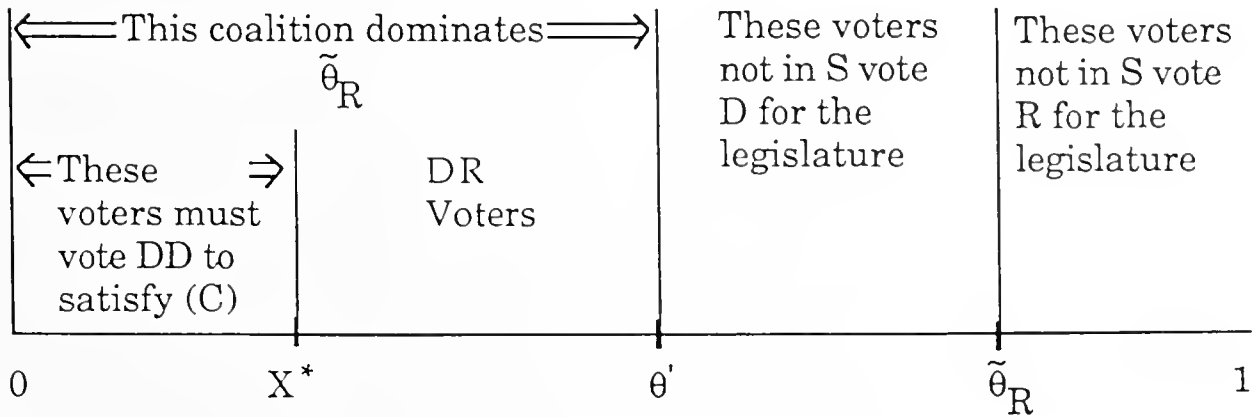 ⇐This coalition dominates⇒
θ̃R
⇐These ⇒
voters must
vote DD to
satisfy (C)
DR
Voters
These voters
not in S vote
D for the
legislature
These voters
not in S vote
R for the
legislature
0 X* θ' θ̃R 1